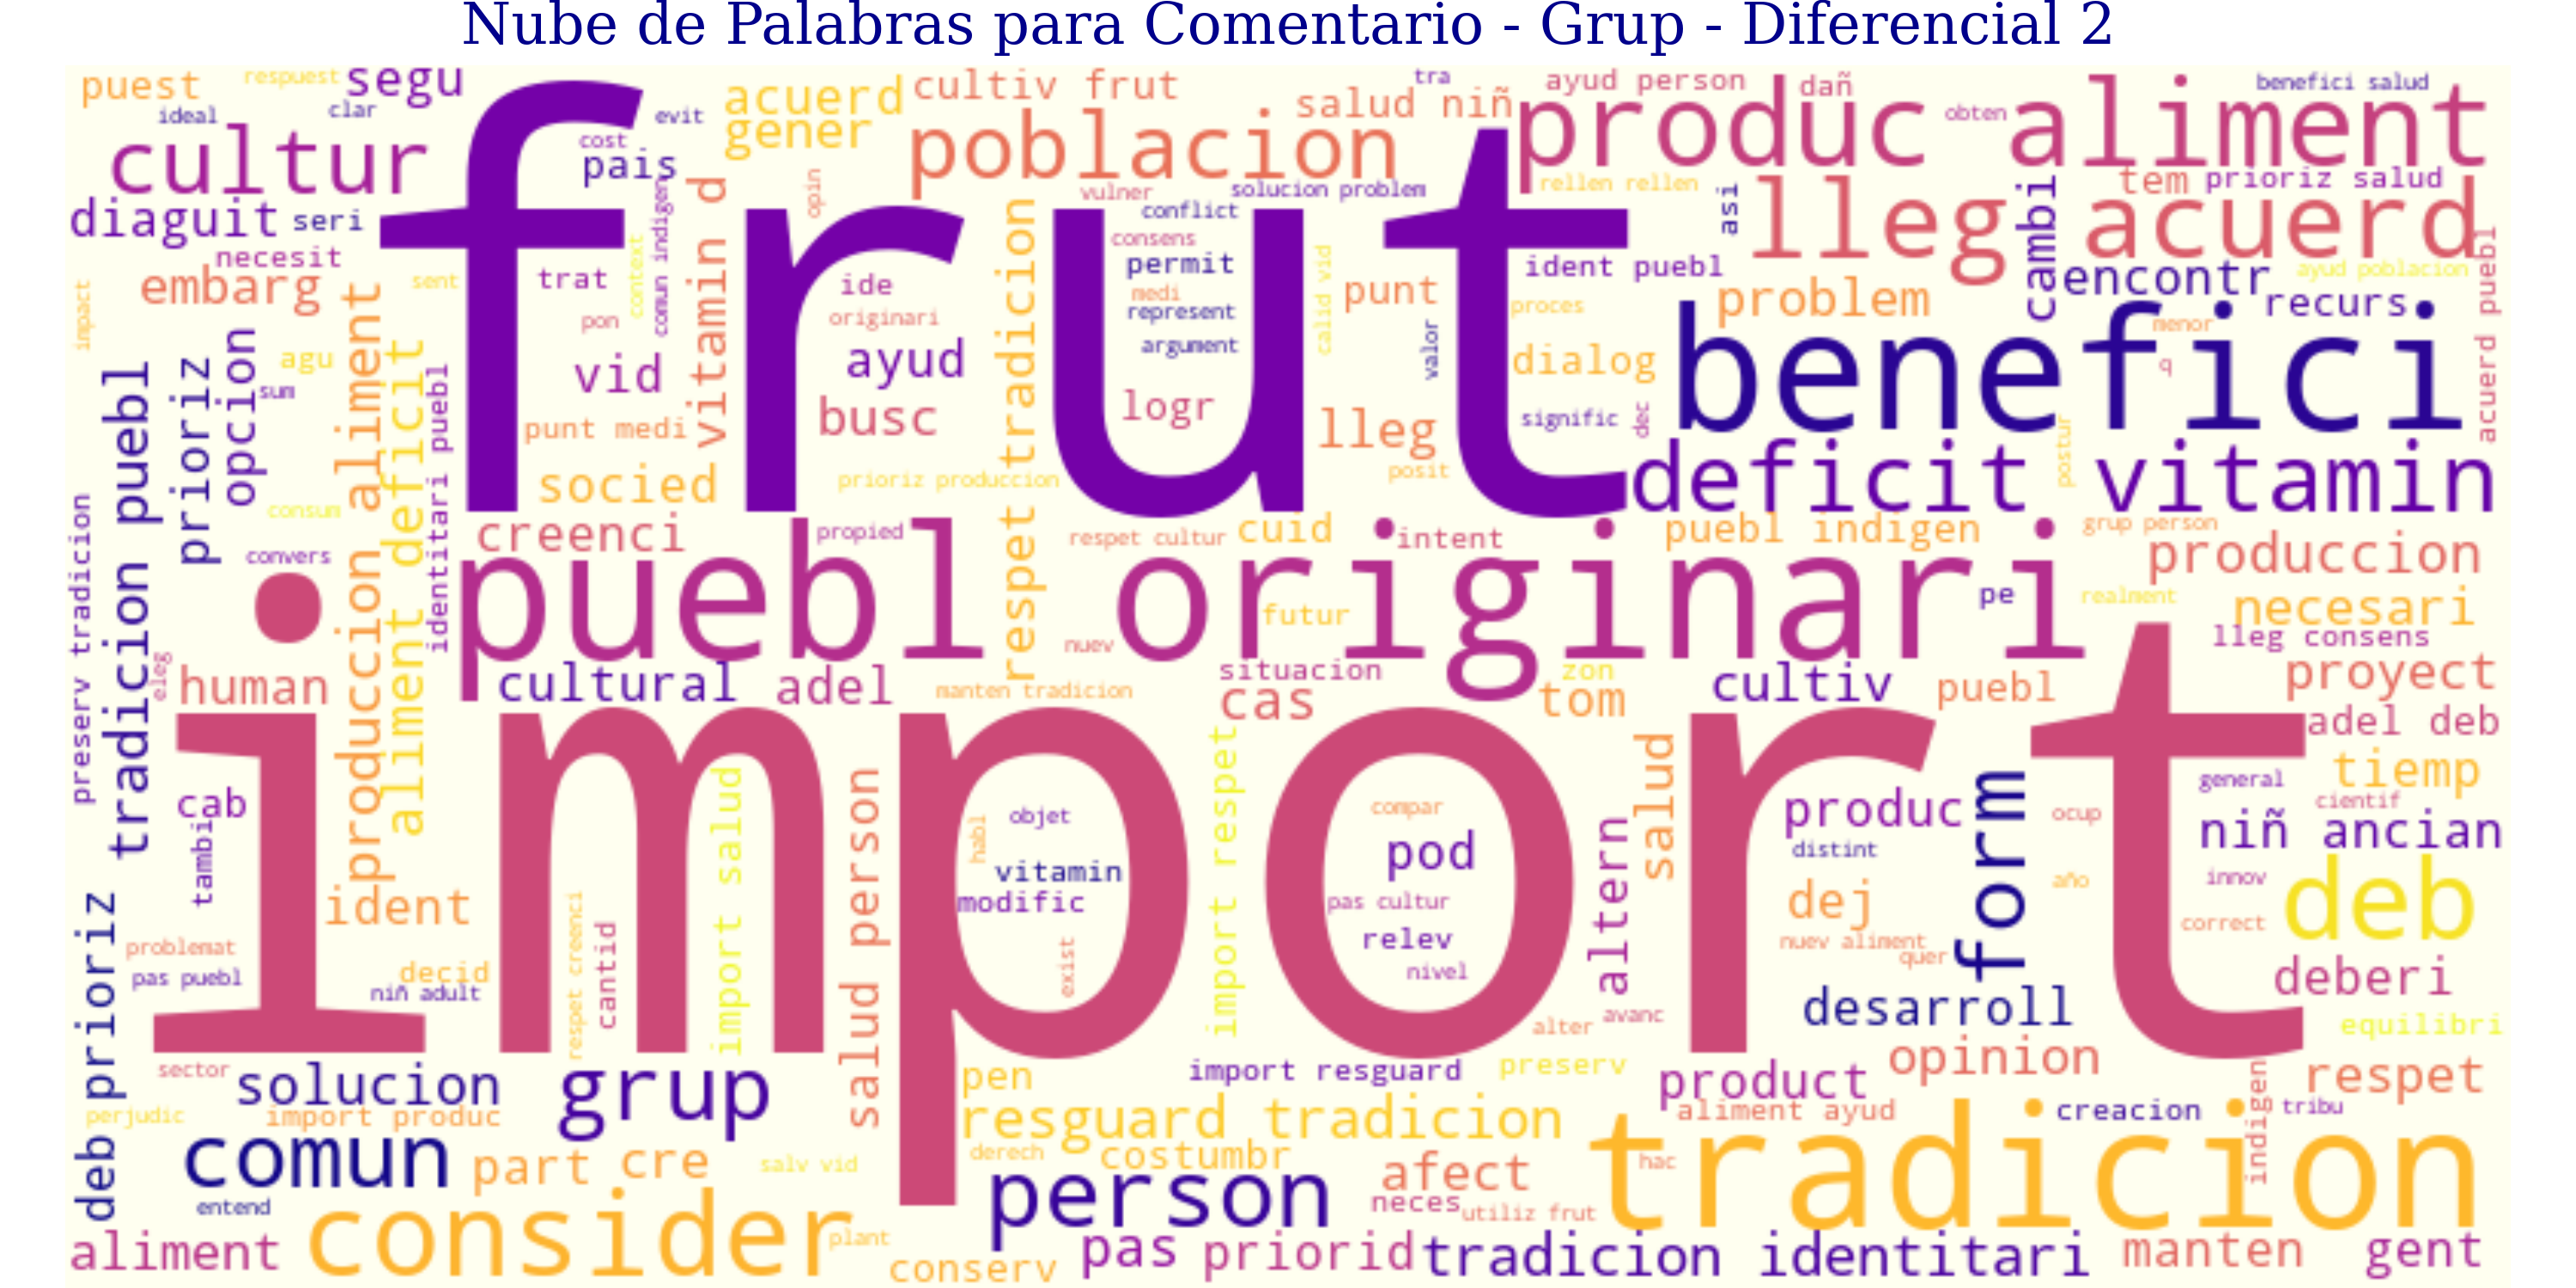 Nube de Palabras para Comentario - Grup - Diferencial 2
puest
respuest
segu
ideal
clar
cultur
diaguit
seri
necesit
embarg
sent
impact
frut
cost
pais
evit
acuerd
gener
cultiv frut
poblacion
salud niñ
tra
ayud person
dañ
obten
benefici salud
produc aliment
rellen rellen
tem
prioriz salud
lleg acuerd
asi
cambi
encontr
ayud poblacion
recurs
acuerd puebl
ident puebl
problem
proces
menor
q
benefici
dialog
signific
dec
postur
deficit vitamin
opin
vulner
solucion problem
conflict
consens
permit
medi
represent
argument
calid vid
punt
valor
logr
lleg
posit
comun indigen
context
trat
pon
vid
vitamin d
ide
originari
ayud
busc
punt medi
socied
prioriz produccion
respet tradicion
agu
sum
opcion
prioriz
consum
convers
tradicion puebl
preserv tradicion
produccion aliment
aliment deficit
identitari puebl
creenci
propied
respet cultur
cuid
intent
puebl indigen
grup person
produccion
puebl originari
futur
nuev
pe
realment
necesari
lleg consens
eleg
human
cultural
adel
manten tradicion
situacion
cas
zon
tom
cultiv
puebl
proyect
adel deb
import
cab
tambi
ident
problemat
pas puebl
decid
niñ adult
respet creenci
cantid
import salud
salud person
habl
objet
vitamin
modific
exist
import respet
compar
pod
pas cultur
relev
nivel
altern
salud
produc
distint
dej
nuev aliment
quer
form
ocup
año
general
tiemp
cientif
niñ ancian
innov
deb
correct
deberi
equilibri
desarroll
avanc
alter
opinion
deb prioriz
sector
solucion
perjudic
import produc
grup
pen
import resguard
preserv
product
respet
resguard tradicion
aliment ayud
creacion
indigen
tribu
comun
part
cre
salv vid
derech
costumbr
afect
hac
tradicion
entend
person
neces
utiliz frut
aliment
consider
plant
conserv
pas
priorid
tradicion identitari
manten
gent